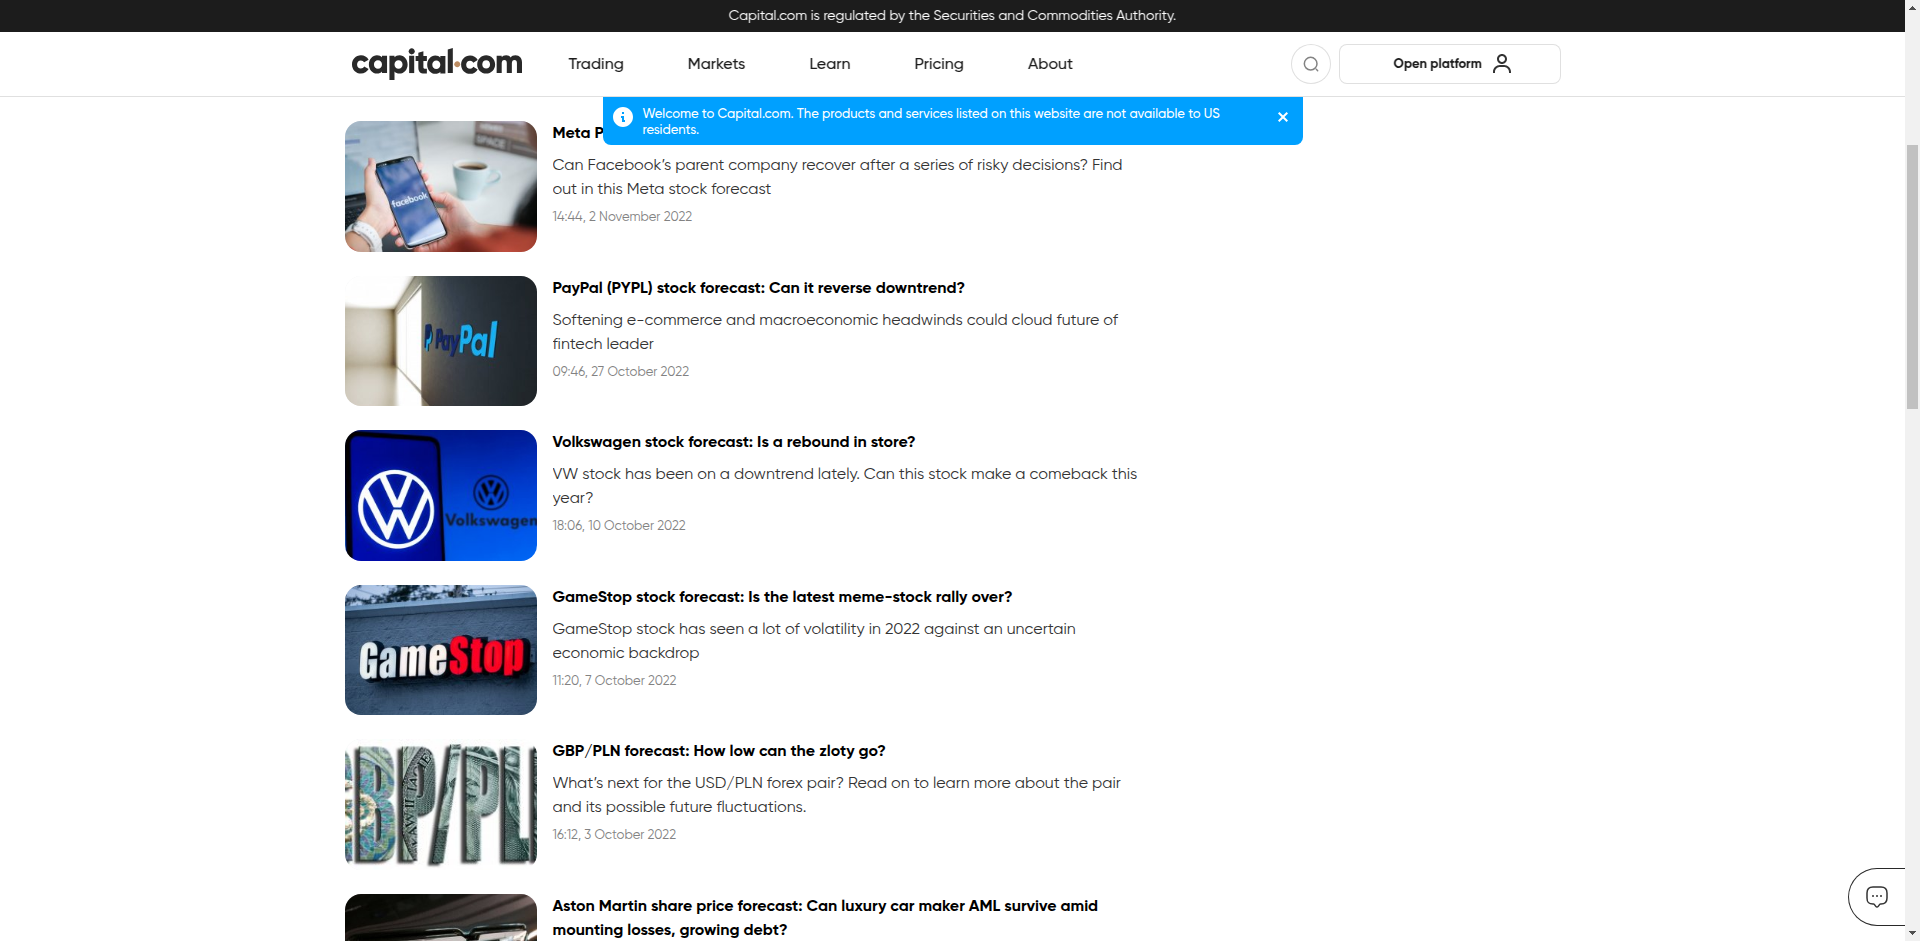 Capital.com is regulated by the Securities and Commodities Authority.
capital.com
Trading
Markets
Learn
Pricing
About
Open platform
Welcome to Capital.com. The products and services listed on this website are not available to US
residents.
Meta P
Can Facebook’s parent company recover after a series of risky decisions? Find
out in this Meta stock forecast
14:44, 2 November 2022
facebook
PayPal (PYPL) stock forecast: Can it reverse downtrend?
Softening e-commerce and macroeconomic headwinds could cloud future of
fintech leader
09:46, 27 October 2022
PayPal
Volkswagen stock forecast: Is a rebound in store?
VW stock has been on a downtrend lately. Can this stock make a comeback this
year?
18:06, 10 October 2022
Volkswagen
GameStop stock forecast: Is the latest meme-stock rally over?
GameStop stock has seen a lot of volatility in 2022 against an uncertain
economic backdrop
11:20, 7 October 2022
GameStop
GBP/PLN forecast: How low can the zloty go?
What’s next for the USD/PLN forex pair? Read on to learn more about the pair
and its possible future fluctuations.
16:12, 3 October 2022
BP/PL
Aston Martin share price forecast: Can luxury car maker AML survive amid
mounting losses, growing debt?